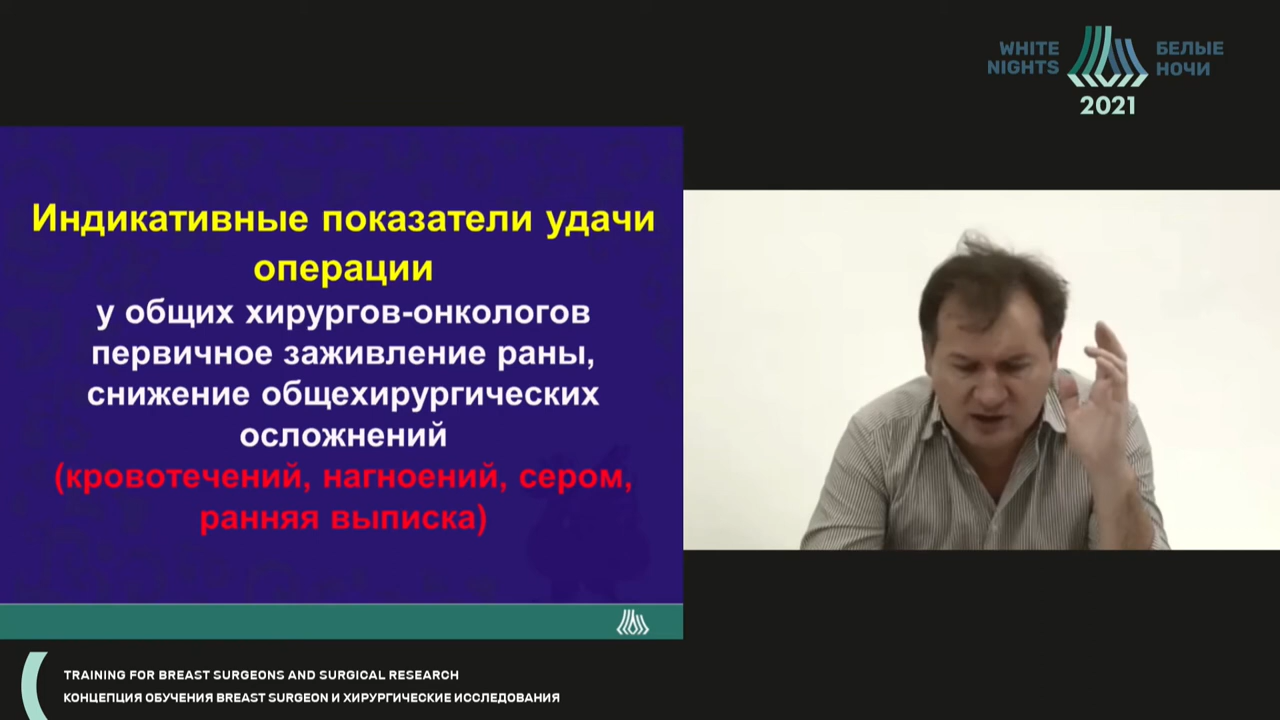 WHITE
NIGHTS
БЕЛЫЕ
НОЧИ
2021
Индикативные показатели удачи
операции
у общих хирургов-онкологов
первичное заживление раны,
снижение общехирургических
осложнений
(кровотечений, нагноений, сером,
ранняя выписка)
TRAINING FOR BREAST SURGEONS AND SURGICAL RESEARCH
КОНЦЕПЦИЯ ОБУЧЕНИЯ BREAST SURGEON И ХИРУРГИЧЕСКИЕ ИССЛЕДОВАНИЯ